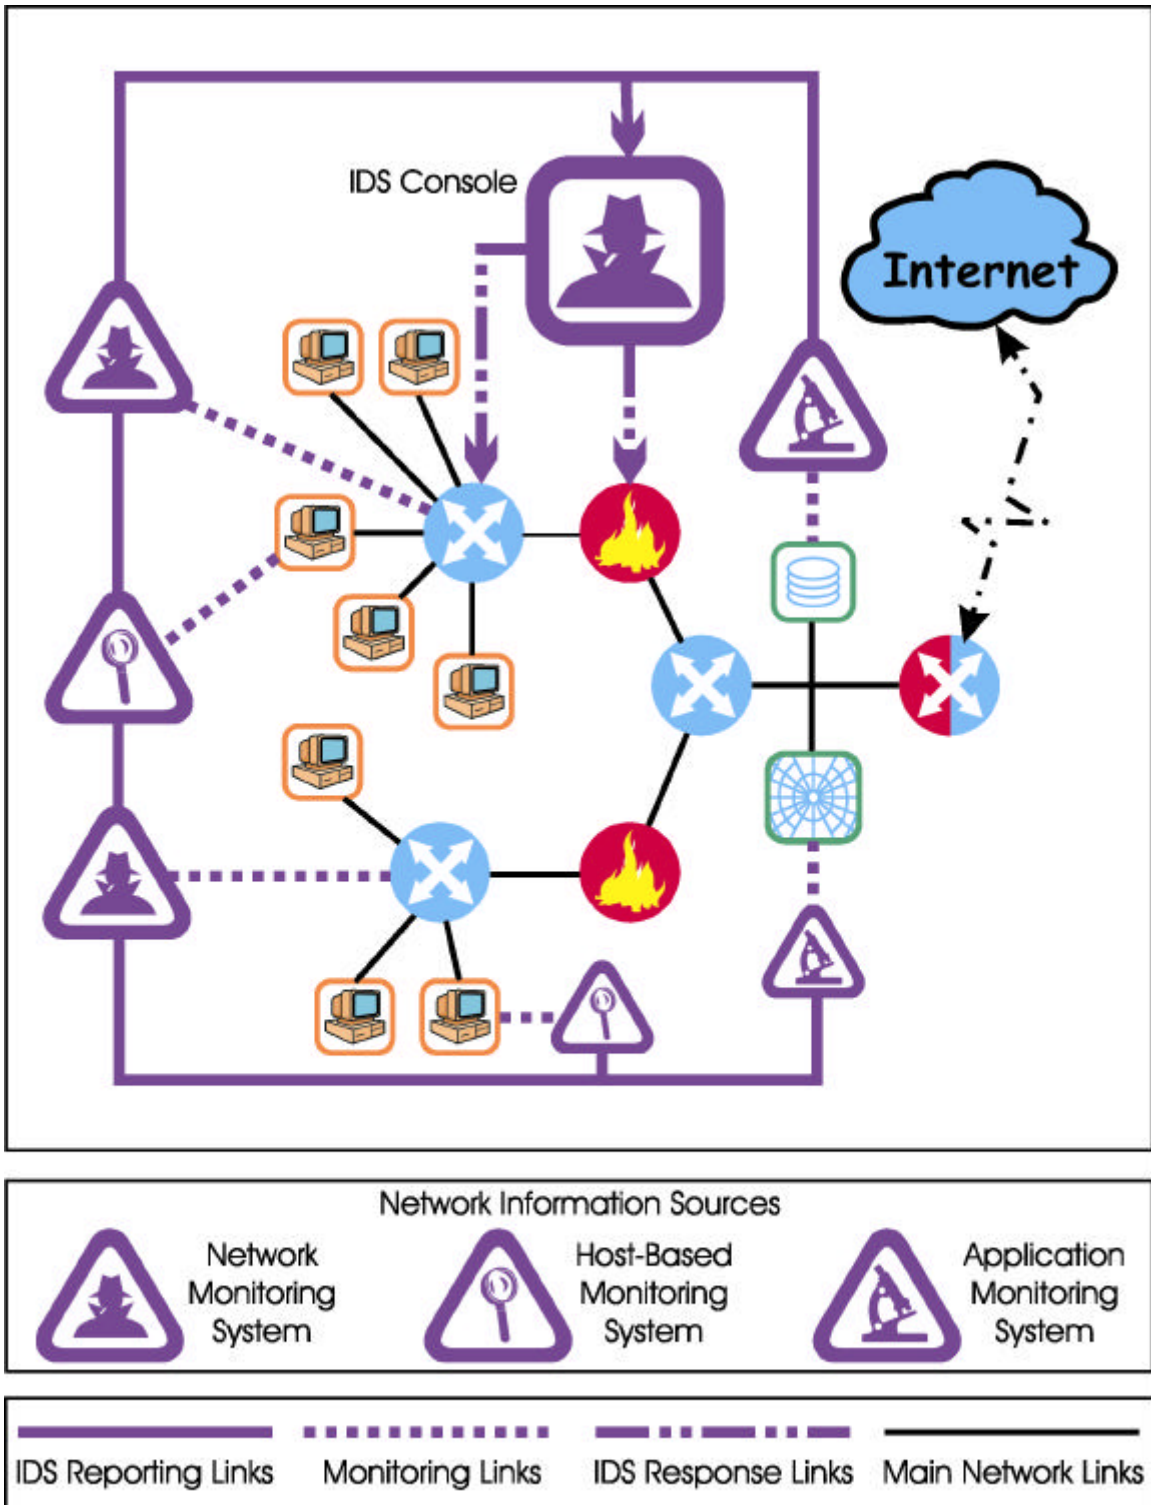 IDS Console
Internet
Network Information Sources
Network
Monitoring
System
Host-Based
Monitoring
System
Application
Monitoring
System
IDS Reporting Links
Monitoring Links
IDS Response Links
Main Network Links